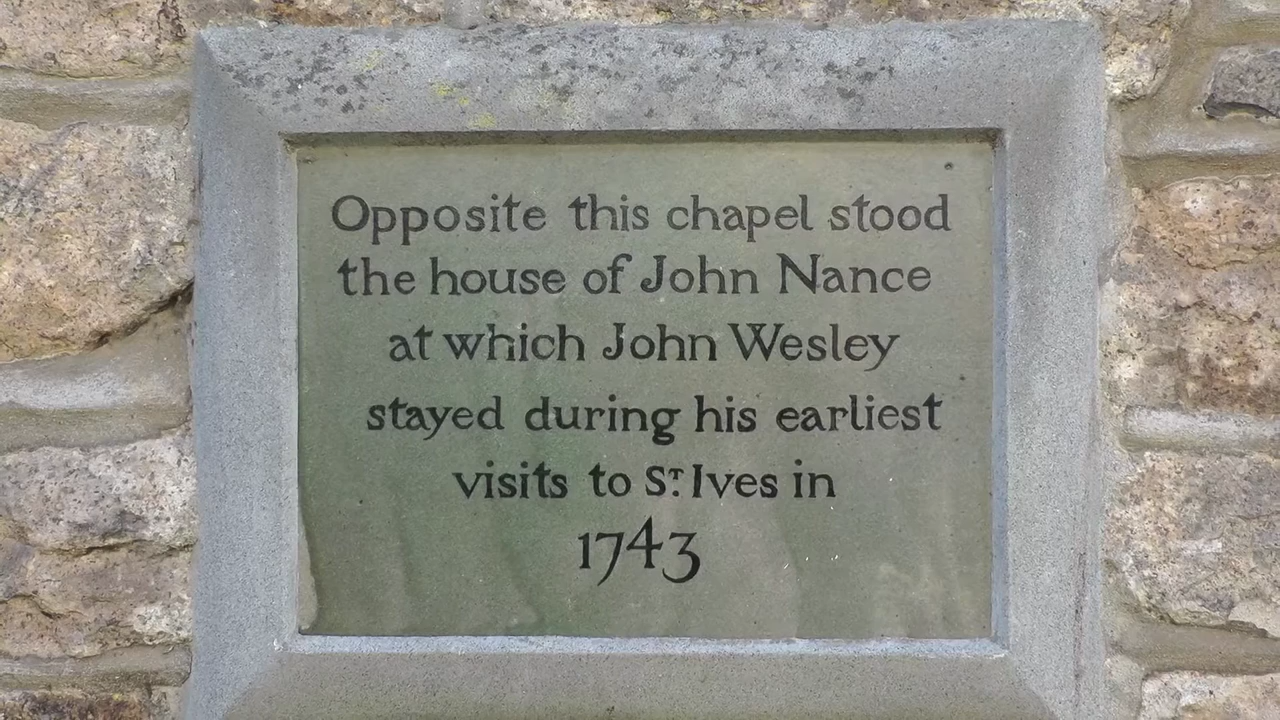 Opposite this chapel stood
the house of John Nance
at which John Wesley
stayed during his earliest
visits to ST. Ives in
1743